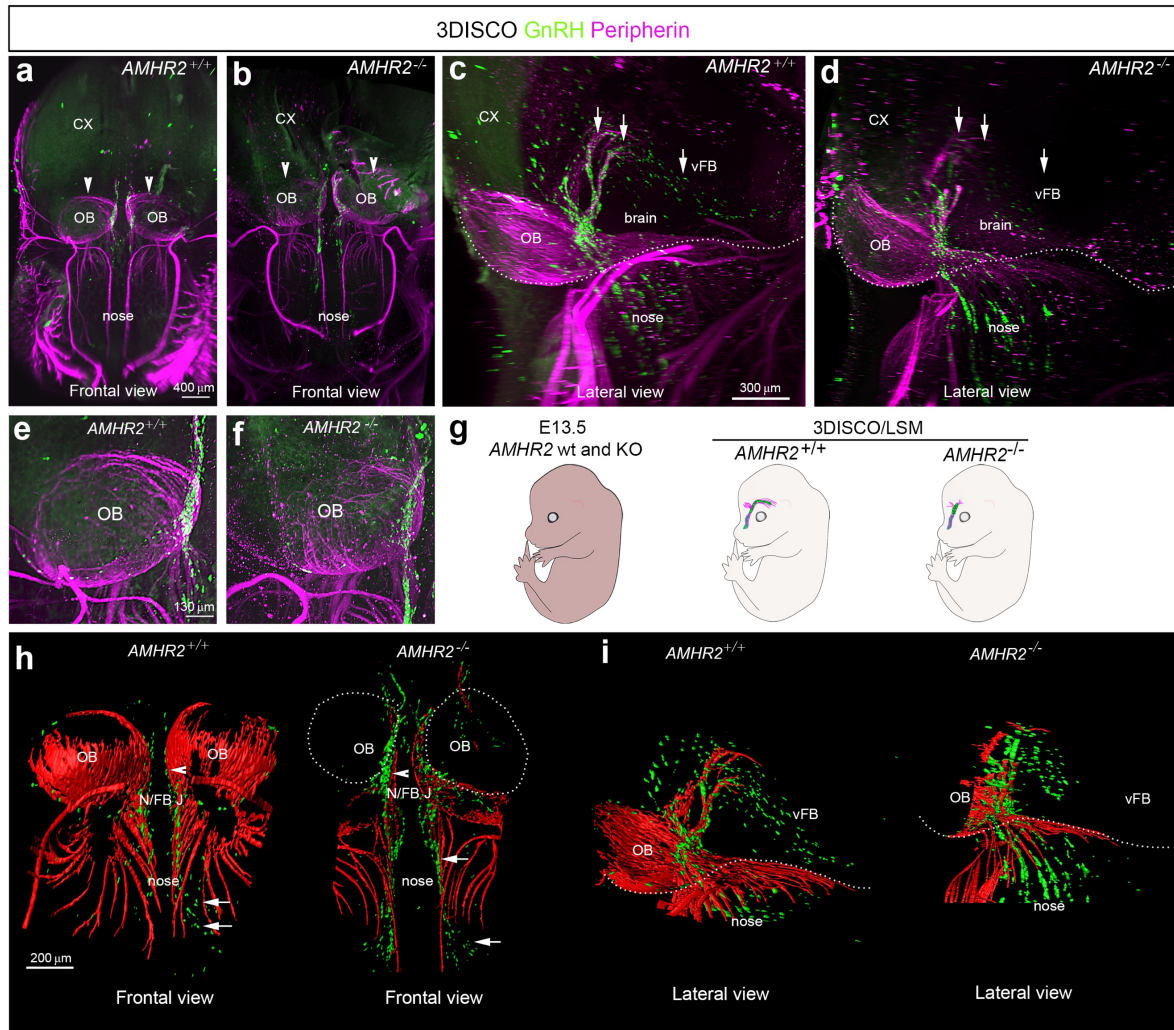 3DISCO GnRH Peripherin
a AMHR2+/+
CX
OB OB
nose
400 µm
Frontal view
b AMHR2-/-
CX
OB OB
nose
Frontal view
c AMHR2+/+
CX
vFB
brain
OB
nose
300 µm
Lateral view
d AMHR2-/-
CX
vFB
brain
OB
nose
Lateral view
e AMHR2+/+
OB
130 µm
f AMHR2-/-
OB
g
E13.5
AMHR2 wt and KO
3DISCO/LSM
AMHR2+/+ AMHR2-/-
h AMHR2+/+
OB OB
N/FB J
nose
200 µm
Frontal view
AMHR2-/-
OB OB
N/FB J
nose
Frontal view
i AMHR2+/+
vFB
OB
nose
Lateral view
AMHR2-/-
OB
vFB
nose
Lateral view